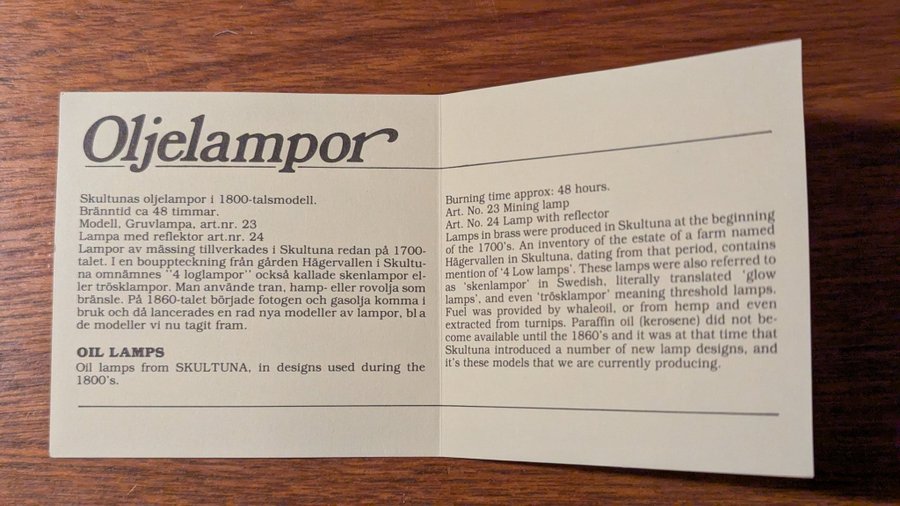 Oljelampor
Skultunas oljelampor i 1800-talsmodell.
Bränntid ca 48 timmar.
Modell, Gruvlampa, art.nr. 23
Lampa med reflektor art.nr. 24
Lampor av mässing tillverkades i Skultuna redan på 1700-
talet. I en bouppteckning från gården Hägervallen i Skultu-
na omnämnes "4 loglampor" också kallade skenlampor el-
ler trösklampor. Man använde tran, hamp- eller rovolja som
bränsle. På 1860-talet började fotogen och gasolja komma i
bruk och då lancerades en rad nya modeller av lampor, bl a
de modeller vi nu tagit fram.
OIL LAMPS
Oil lamps from SKULTUNA, in designs used during the
1800's.
Burning time approx: 48 hours.
Art. No. 23 Mining lamp
Art. No. 24 Lamp with reflector
Lamps in brass were produced in Skultuna at the beginning
of the 1700's. An inventory of the estate of a farm named
Hägervallen in Skultuna, dating from that period, contains
mention of '4 Low lamps'. These lamps were also referred to
as 'skenlampor' in Swedish, literally translated 'glow
lamps', and even 'trösklampor' meaning threshold lamps.
Fuel was provided by whaleoil, or from hemp and even
extracted from turnips. Paraffin oil (kerosene) did not be-
come available until the 1860's and it was at that time that
Skultuna introduced a number of new lamp designs, and
it's these models that we are currently producing.